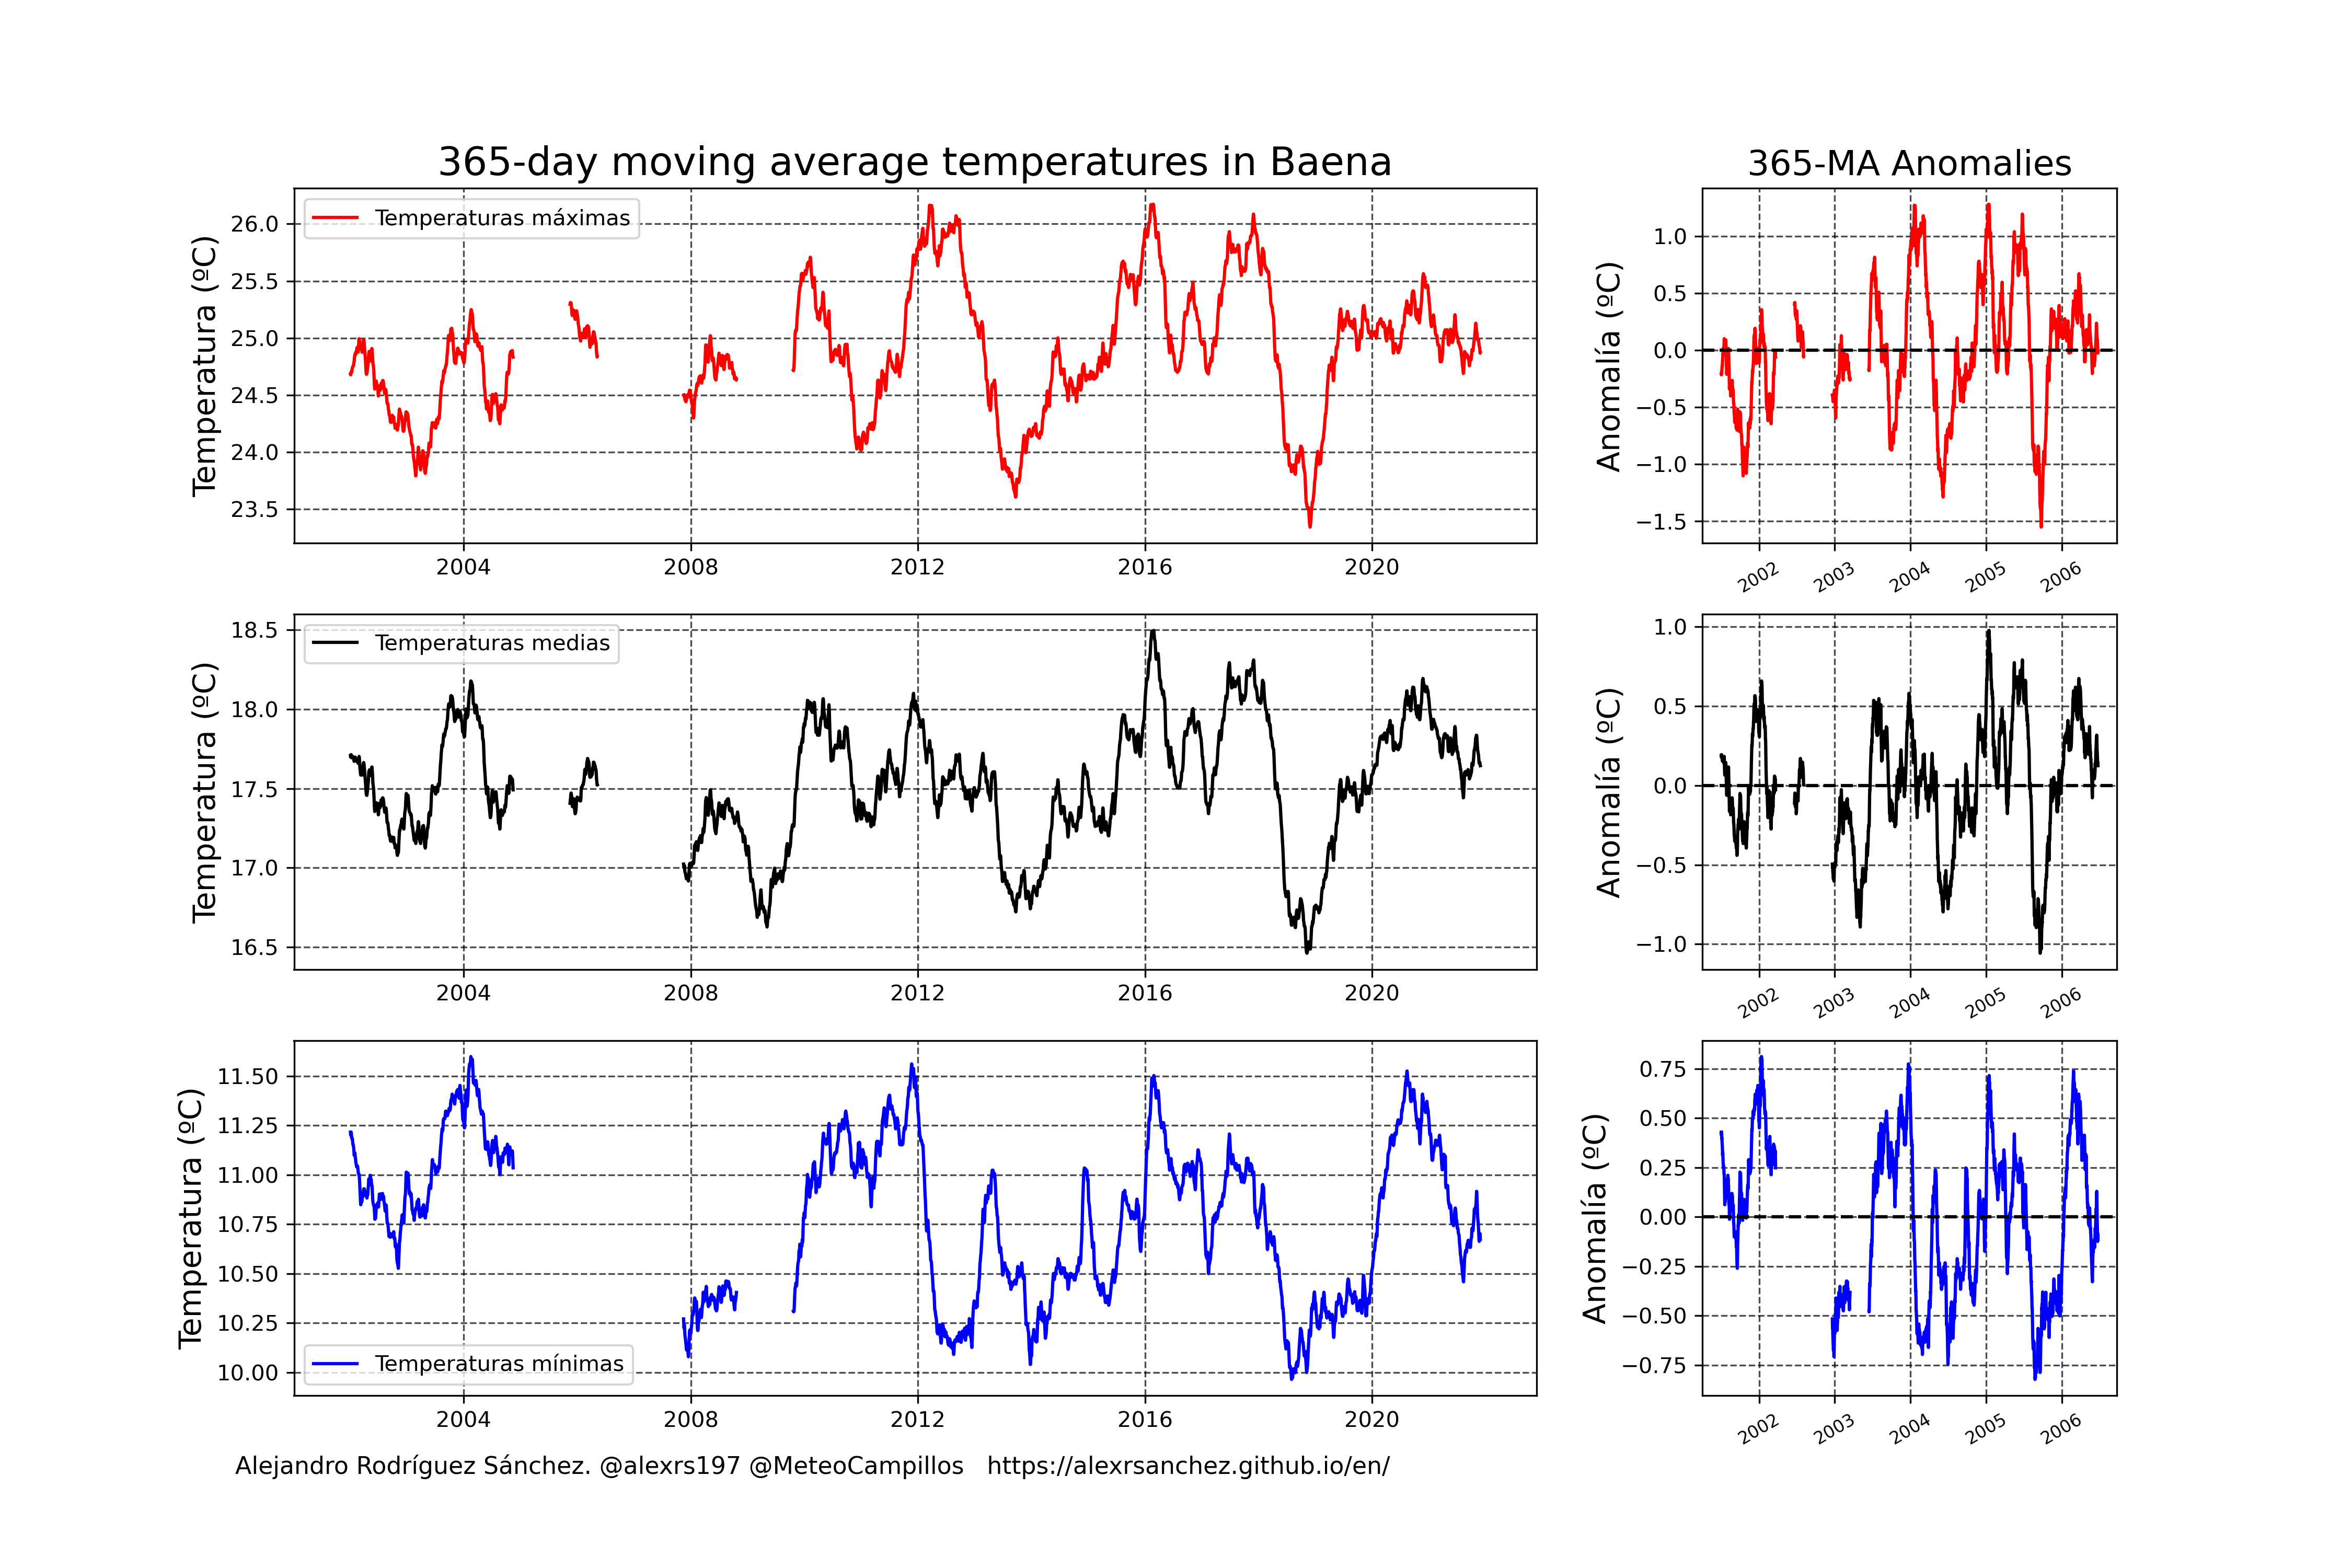 365-day moving average temperatures in Baena
365-MA Anomalies
Temperatura (ºC)
26.0
25.5
25.0
24.5
24.0
23.5
Temperaturas máximas
2004 2008 2012 2016 2020
Anomalía (ºC)
1.0
0.5
0.0
−0.5
−1.0
−1.5
2002 2003 2004 2005 2006
Temperatura (ºC)
18.5
18.0
17.5
17.0
16.5
Temperaturas medias
2004 2008 2012 2016 2020
Anomalía (ºC)
1.0
0.5
0.0
−0.5
−1.0
2002 2003 2004 2005 2006
Temperatura (ºC)
11.50
11.25
11.00
10.75
10.50
10.25
10.00
Temperaturas mínimas
2004 2008 2012 2016 2020
Anomalía (ºC)
0.75
0.50
0.25
0.00
−0.25
−0.50
−0.75
2002 2003 2004 2005 2006
Alejandro Rodríguez Sánchez. @alexrs197 @MeteoCampillos https://alexrsanchez.github.io/en/